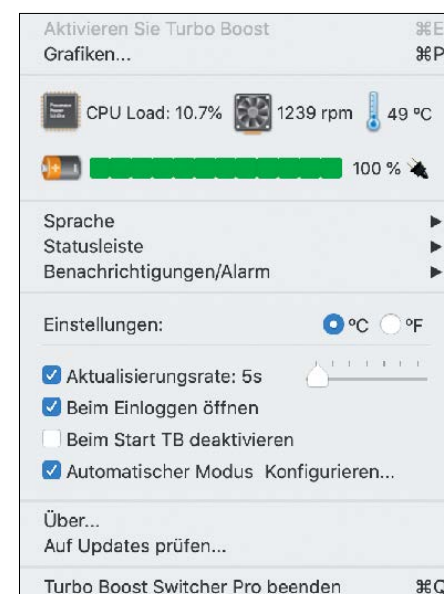 Aktivieren Sie Turbo Boost ⌘E
Grafiken... ⌘P
CPU Load: 10.7% 1239 rpm 49 ºC
100 %
Sprache
Statusleiste
Benachrichtigungen/Alarm
Einstellungen: ºC ºF
Aktualisierungsrate: 5s
Beim Einloggen öffnen
Beim Start TB deaktivieren
Automatischer Modus Konfigurieren...
Über...
Auf Updates prüfen...
Turbo Boost Switcher Pro beenden ⌘Q